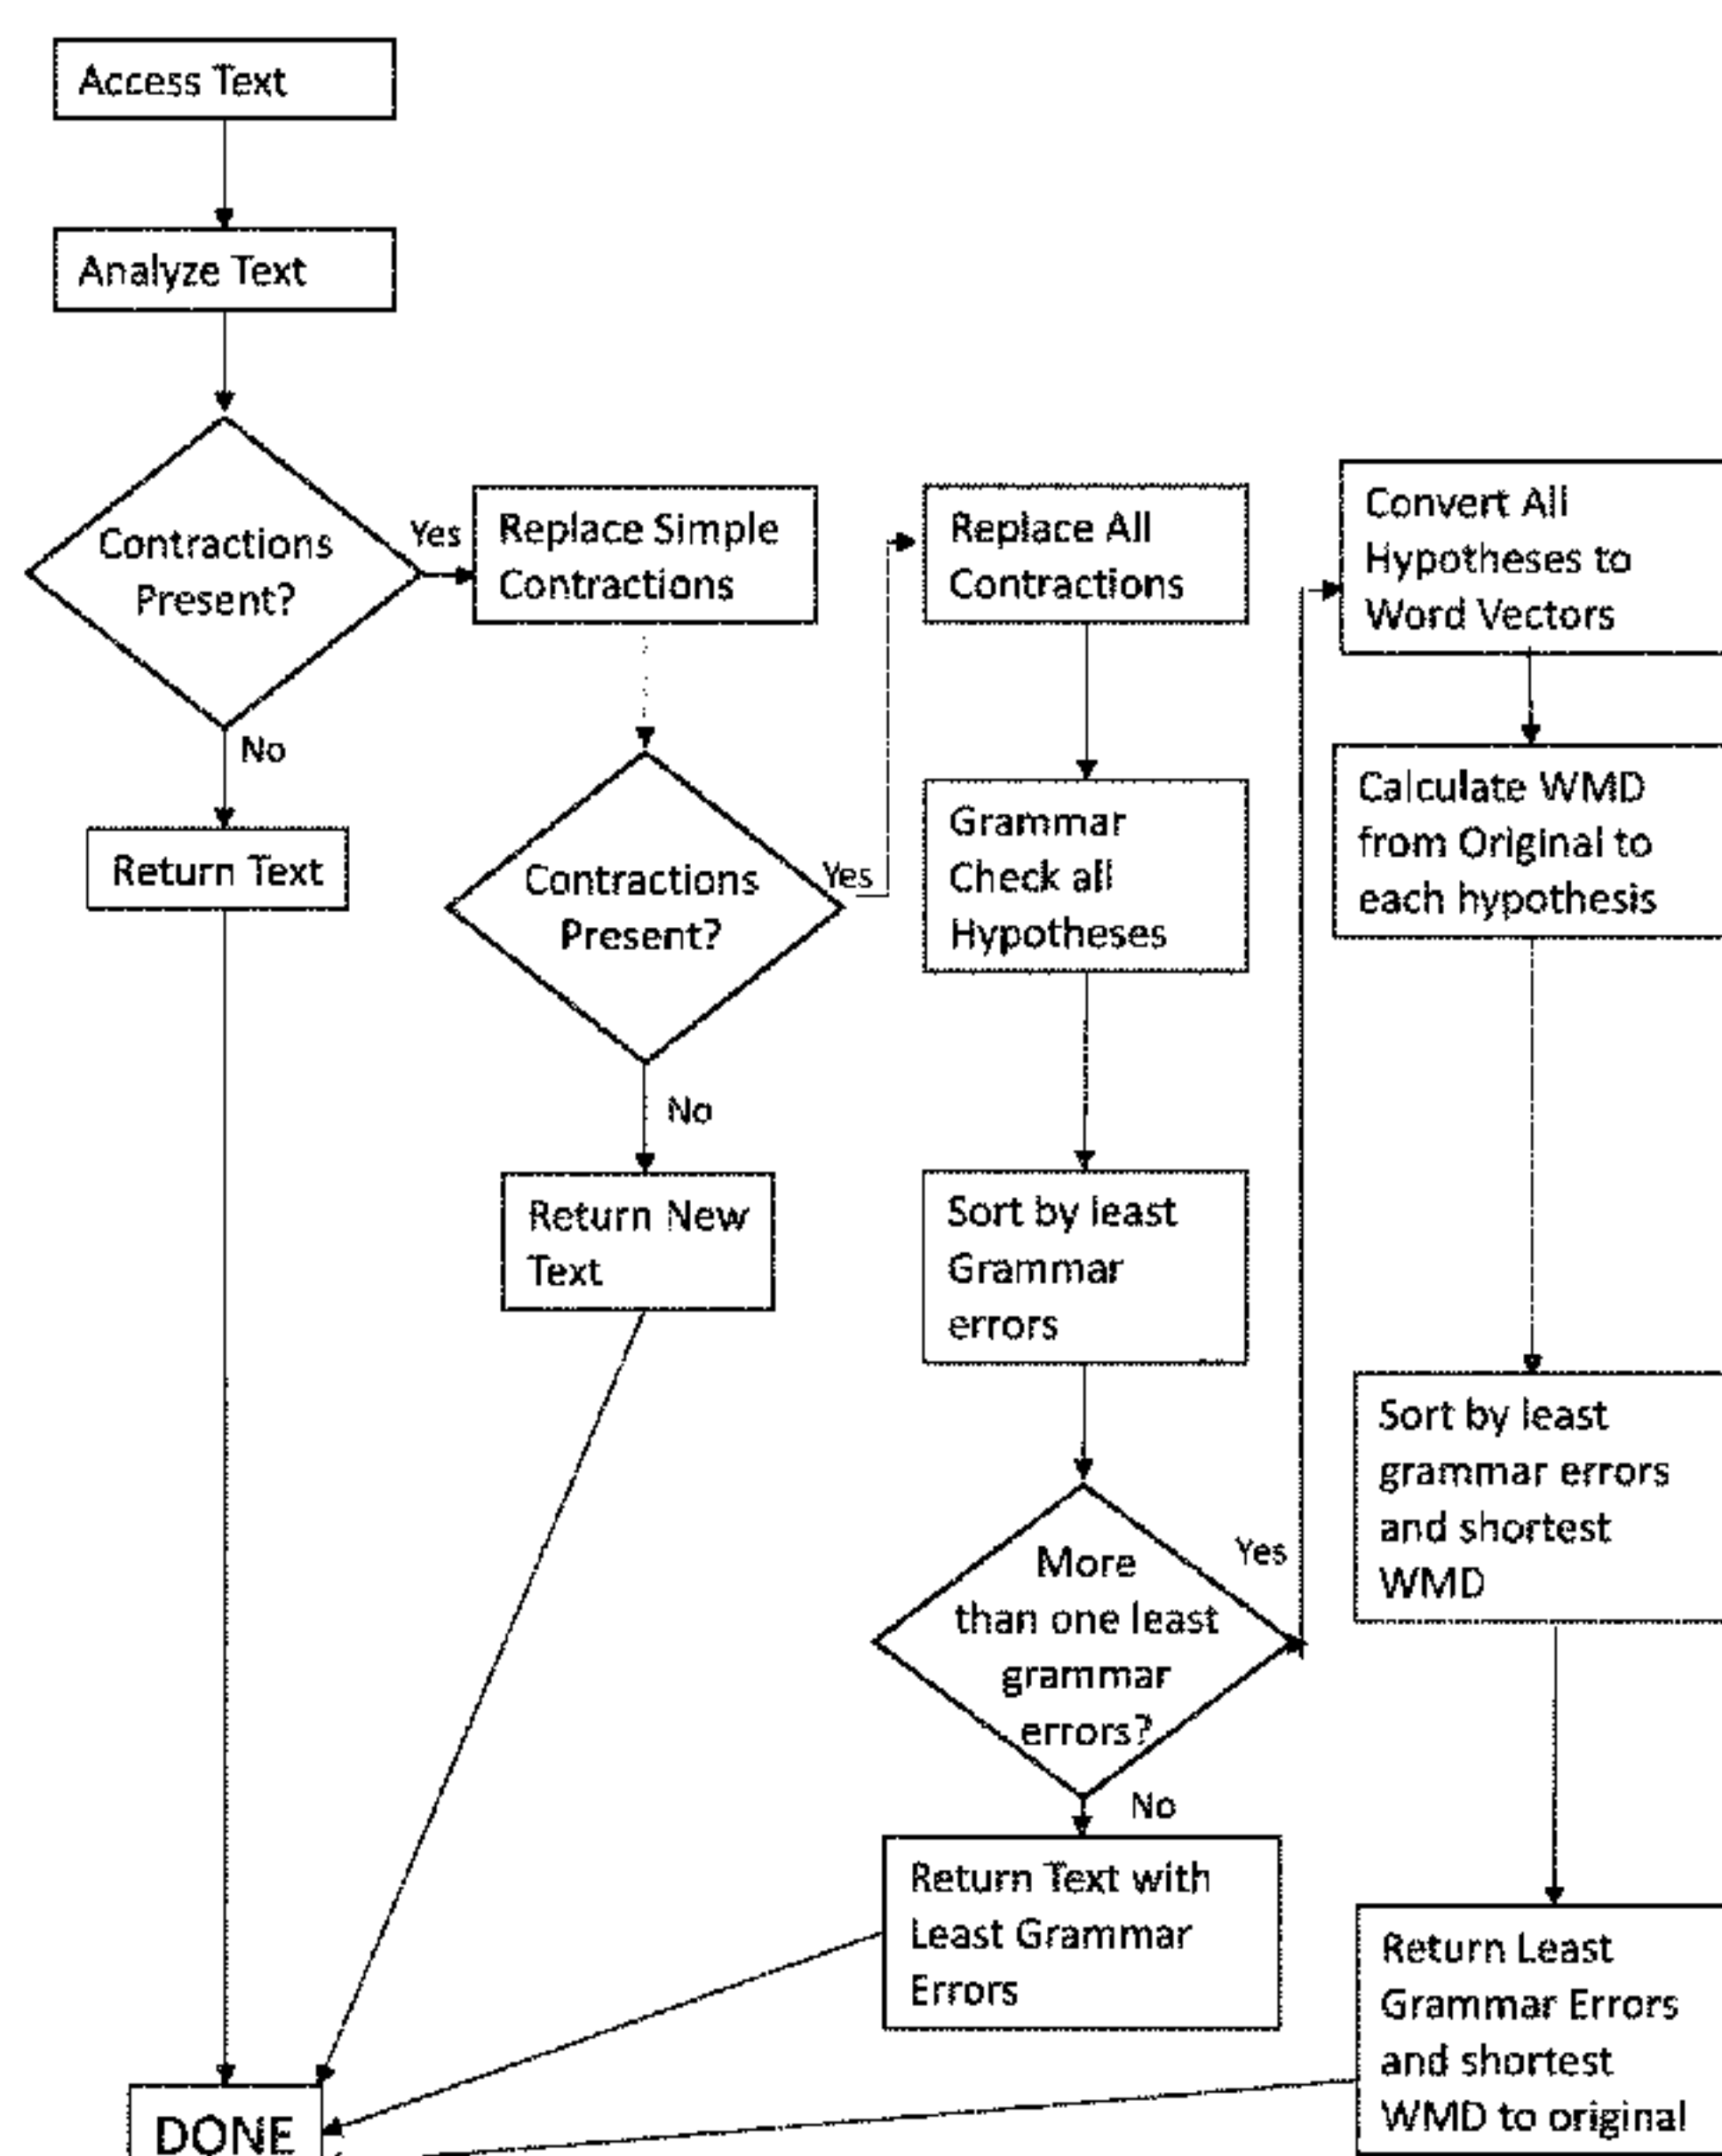 Access Text
Analyze Text
Contractions
Present?
Yes
No
Return Text
Replace Simple
Contractions
Contractions
Present?
Yes
No
Return New
Text
Replace All
Contractions
Grammar
Check all
Hypotheses
Sort by least
Grammar
errors
More
than one least
grammar
errors?
Yes
No
Return Text with
Least Grammar
Errors
Convert All
Hypotheses to
Word Vectors
Calculate WMD
from Original to
each hypothesis
Sort by least
grammar errors
and shortest
WMD
Return Least
Grammar Errors
and shortest
WMD to original
DONE